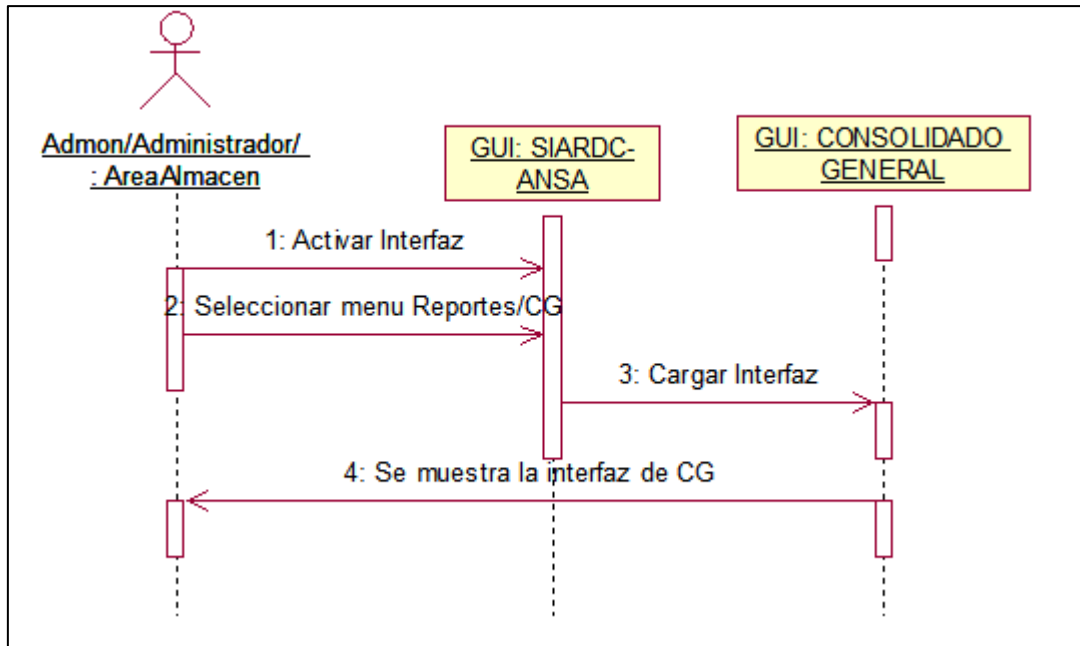 Admon/Administrador/
: AreaAlmacen
GUI: SIARDC-
ANSA
GUI: CONSOLIDADO
GENERAL
1: Activar Interfaz
2: Seleccionar menu Reportes/CG
3: Cargar Interfaz
4: Se muestra la interfaz de CG